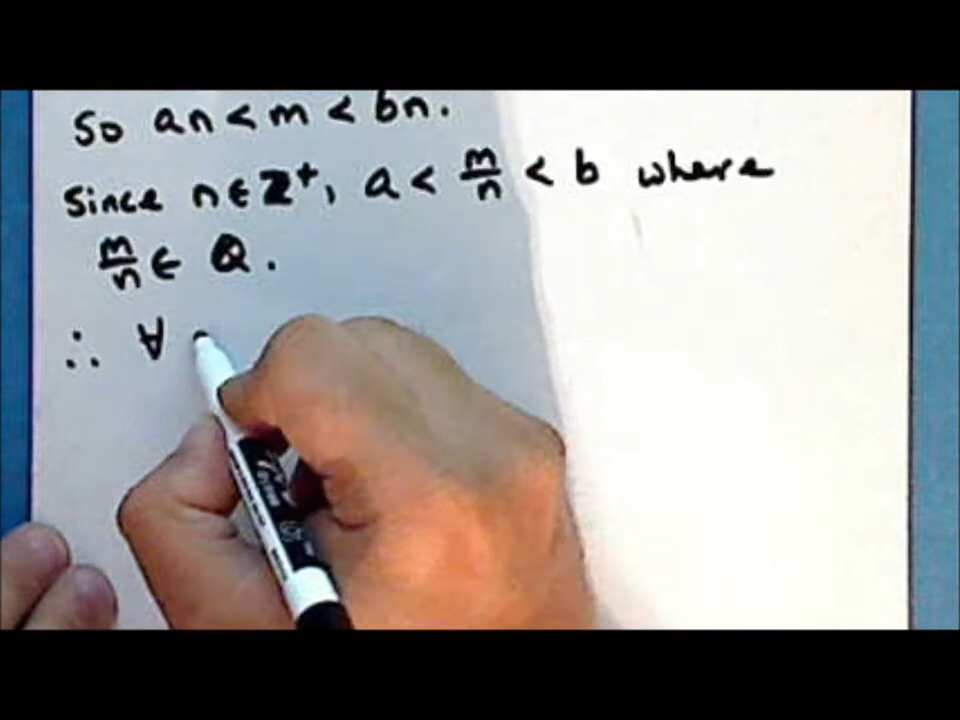 So an < m < bn.
Since n ∈ Z⁺, a < m/n < b where
m/n ∈ Q.
∴ ∀